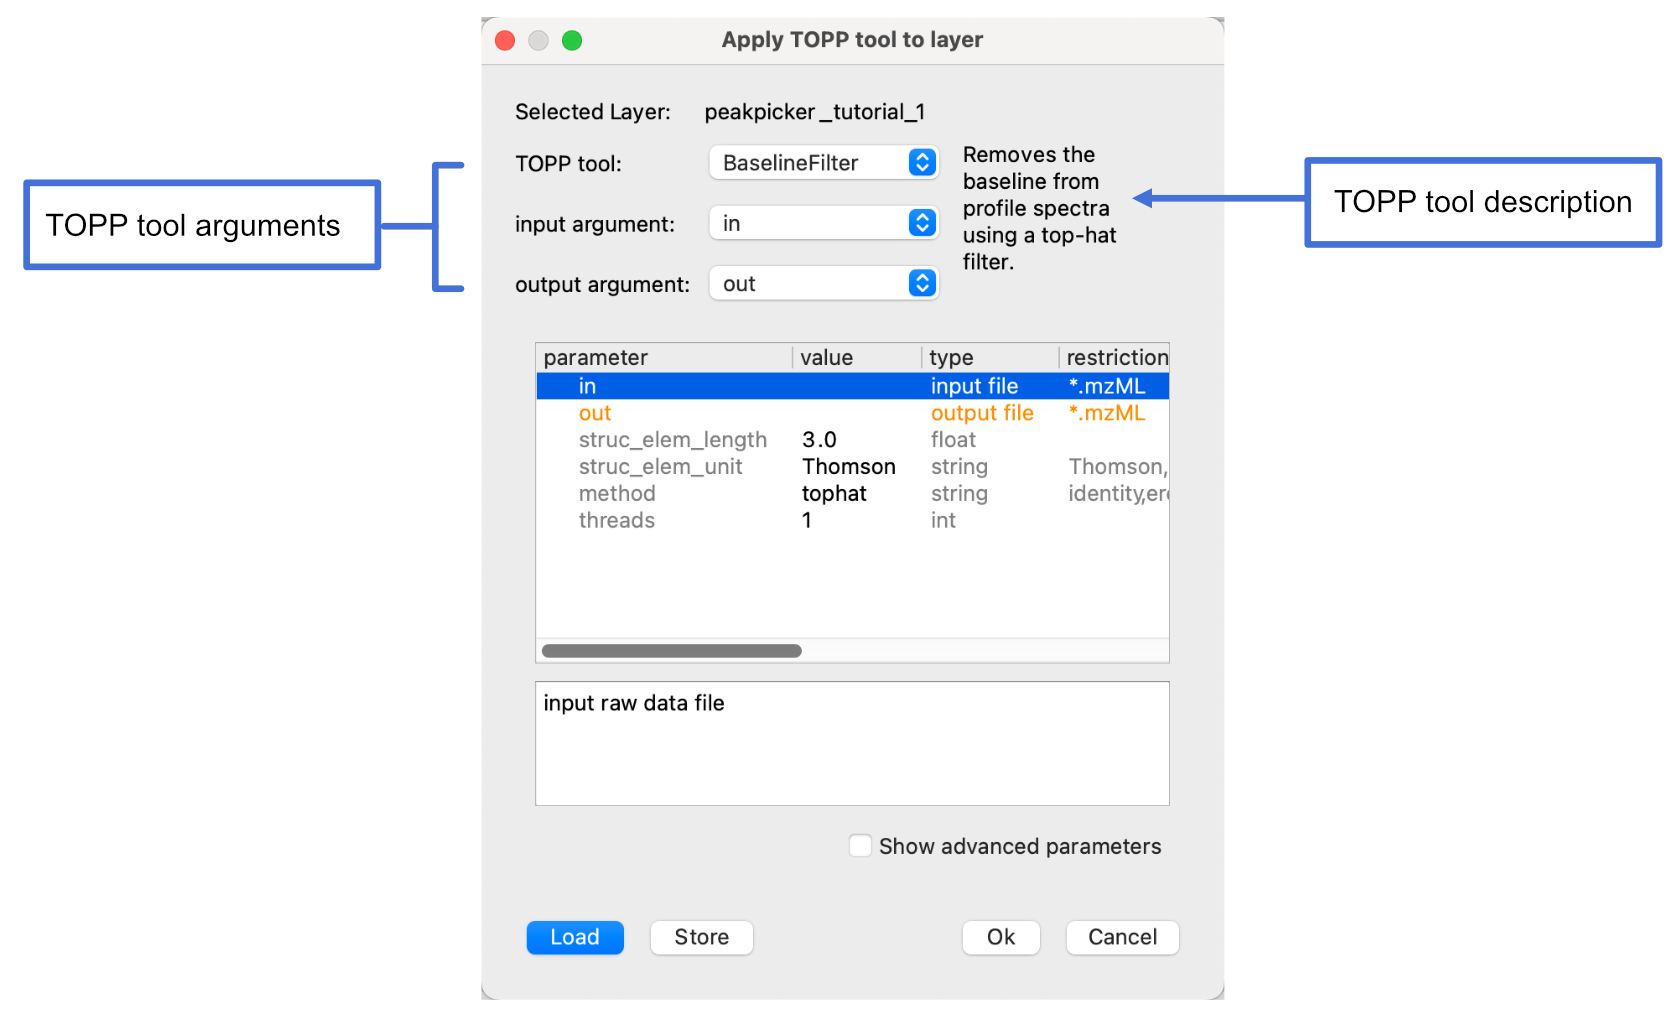 Apply TOPP tool to layer
Selected Layer: peakpicker_tutorial_1
TOPP tool: BaselineFilter
input argument: in
output argument: out
Removes the
baseline from
profile spectra
using a top-hat
filter.
TOPP tool arguments
TOPP tool description
parameter value type restriction
in input file *.mzML
out output file *.mzML
struc_elem_length 3.0 float
struc_elem_unit Thomson string Thomson,
method tophat string identity,ero
threads 1 int
input raw data file
Show advanced parameters
Load Store Ok Cancel